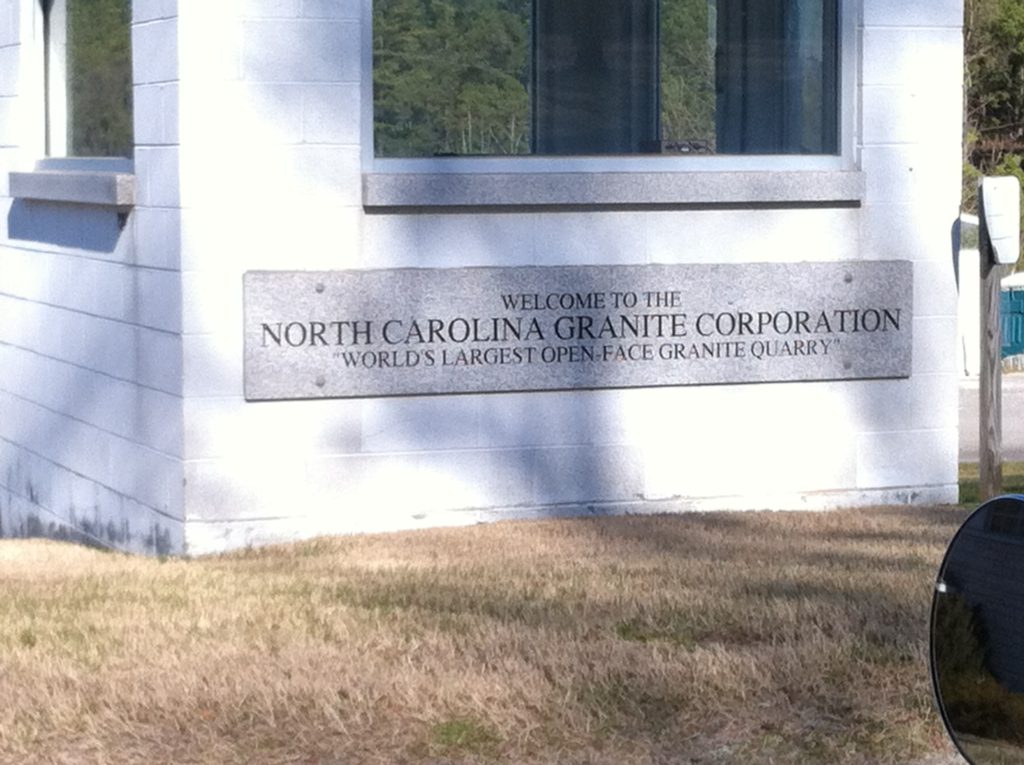 WELCOME TO THE
NORTH CAROLINA GRANITE CORPORATION
"WORLD'S LARGEST OPEN-FACE GRANITE QUARRY"